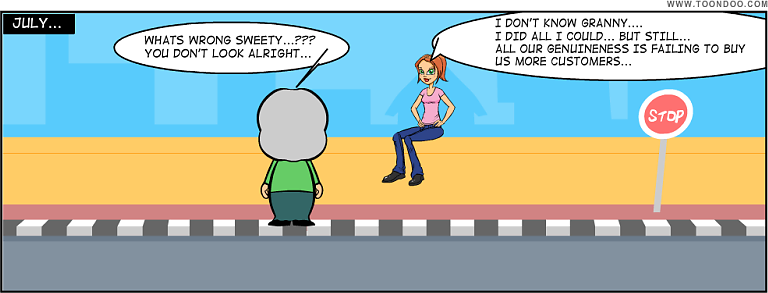 WWW.TOONDOO.COM
JULY...
WHATS WRONG SWEETY...???
YOU DON'T LOOK ALRIGHT...
I DON'T KNOW GRANNY....
I DID ALL I COULD... BUT STILL...
ALL OUR GENUINENESS IS FAILING TO BUY
US MORE CUSTOMERS...
STOP